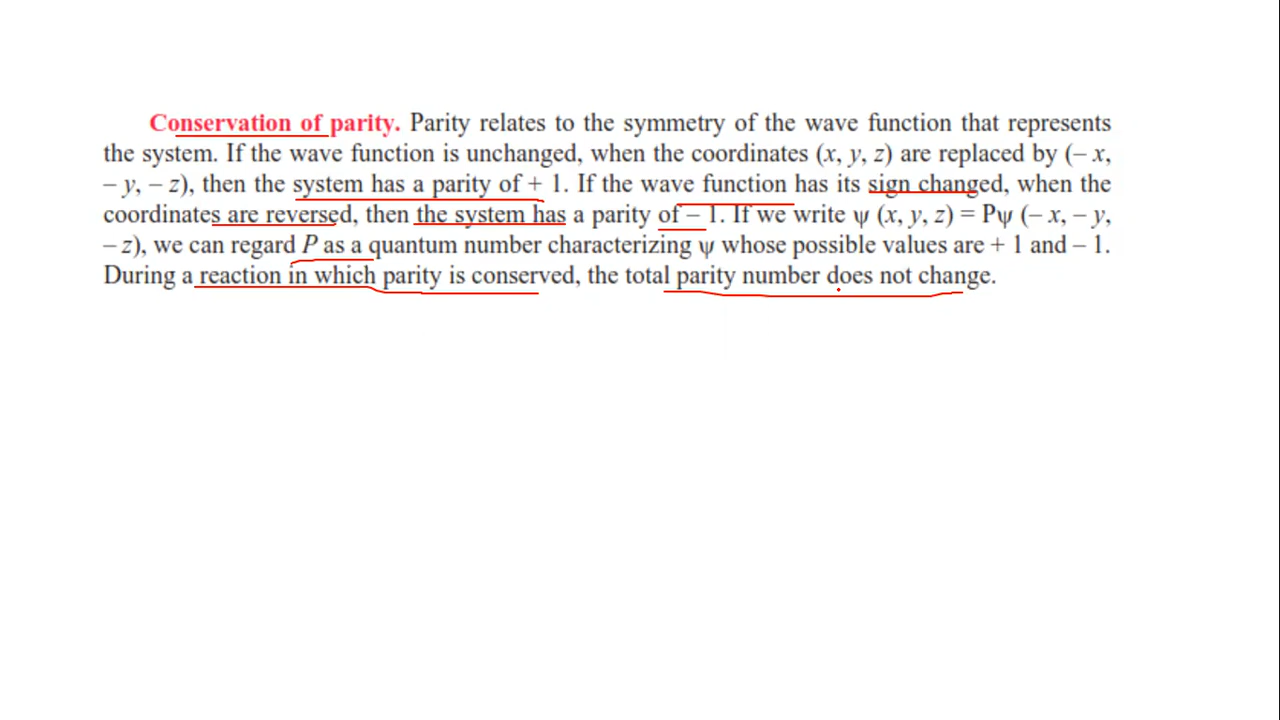 Conservation of parity. Parity relates to the symmetry of the wave function that represents
the system. If the wave function is unchanged, when the coordinates (x, y, z) are replaced by (– x,
– y, – z), then the system has a parity of + 1. If the wave function has its sign changed, when the
coordinates are reversed, then the system has a parity of – 1. If we write ψ (x, y, z) = Pψ (– x, – y,
– z), we can regard P as a quantum number characterizing ψ whose possible values are + 1 and – 1.
During a reaction in which parity is conserved, the total parity number does not change.